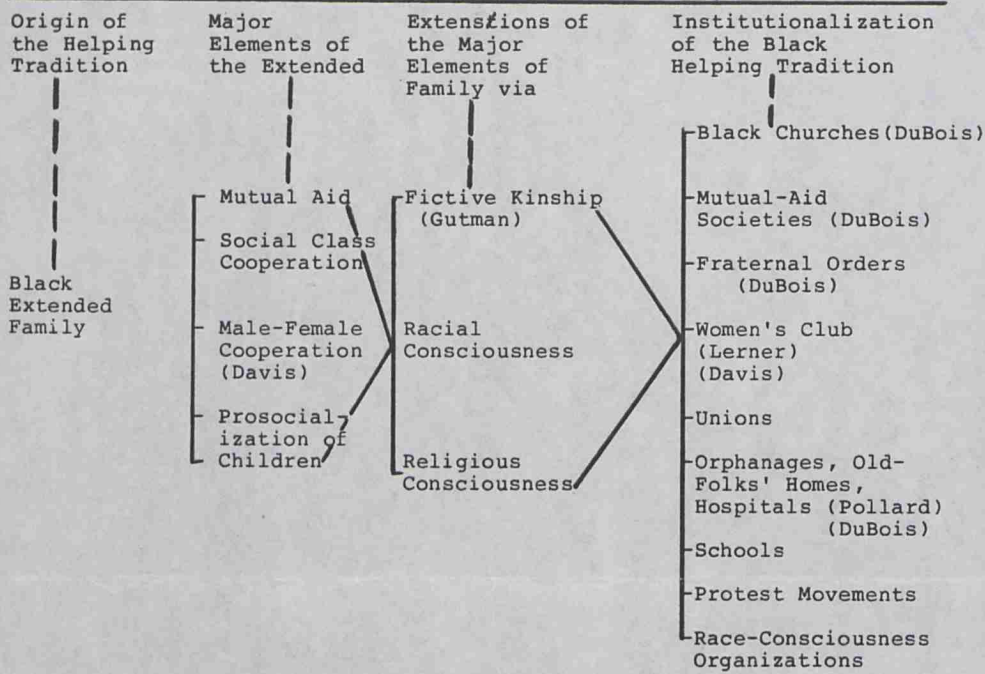 Origin of
the Helping
Tradition
Black
Extended
Family
Major
Elements of
the Extended
Mutual Aid
Social Class
Cooperation
Male-Female
Cooperation
(Davis)
Prosocial-
ization of
Children
Extenstions of
the Major
Elements of
Family via
Fictive Kinship
(Gutman)
Racial
Consciousness
Religious
Consciousness
Institutionalization
of the Black
Helping Tradition
Black Churches(DuBois)
Mutual-Aid
Societies (DuBois)
Fraternal Orders
(DuBois)
Women's Club
(Lerner)
(Davis)
Unions
Orphanages, Old-
Folks' Homes,
Hospitals (Pollard)
(DuBois)
Schools
Protest Movements
Race-Consciousness
Organizations